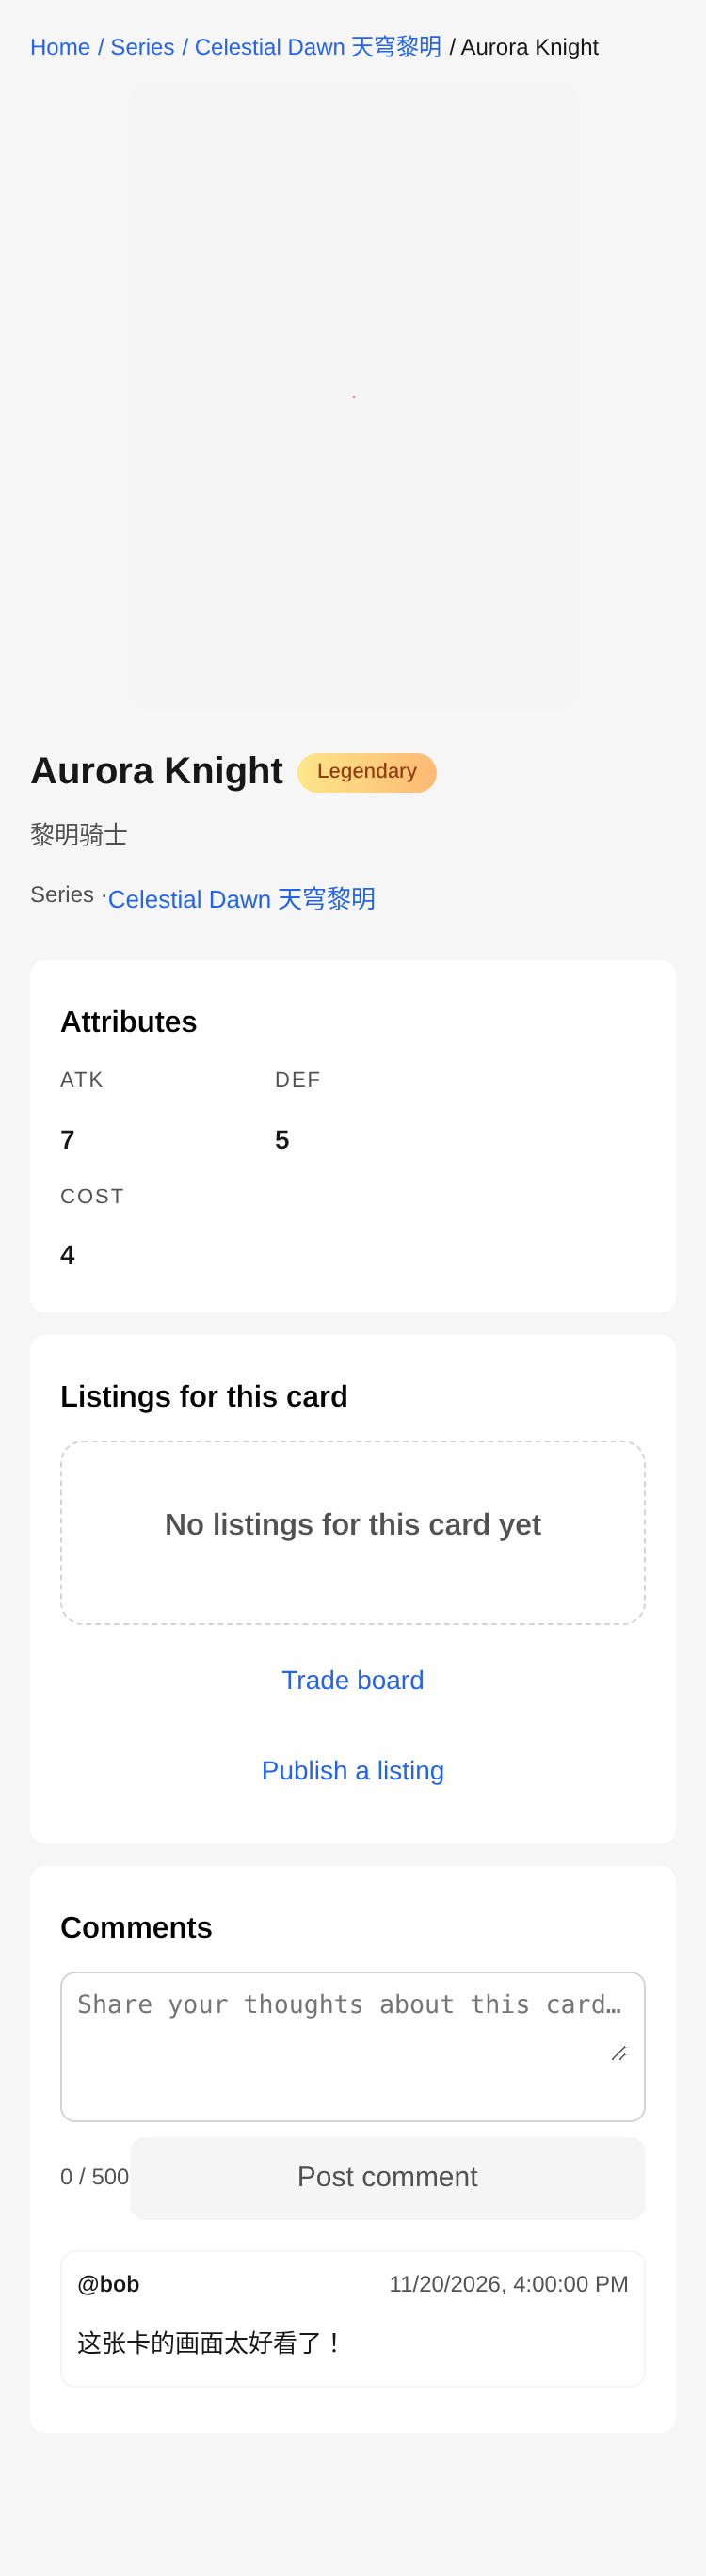 Home / Series / Celestial Dawn 天穹黎明 / Aurora Knight
Aurora Knight Legendary
黎明骑士
Series · Celestial Dawn 天穹黎明
Attributes
ATK DEF
7 5
COST
4
Listings for this card
No listings for this card yet
Trade board
Publish a listing
Comments
Share your thoughts about this card…
0 / 500 Post comment
@bob 11/20/2026, 4:00:00 PM
这张卡的画面太好看了！